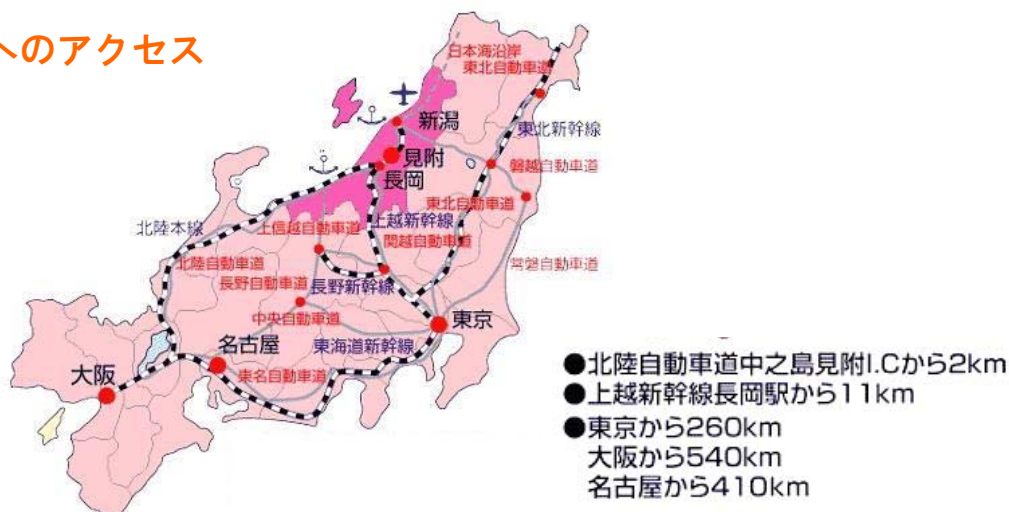 へのアクセス
日本海沿岸
東北自動車道
新潟
東北新幹線
見附
磐越自動車道
長岡
東北自動車道
北陸本線
上越新幹線
上信越自動車道
関越自動車道
北陸自動車道
常磐自動車道
長野自動車道
長野新幹線
中央自動車道
東京
名古屋
東海道新幹線
大阪
東名自動車道
●北陸自動車道中之島見附I.Cから2km
●上越新幹線長岡駅から11km
●東京から260km
大阪から540km
名古屋から410km